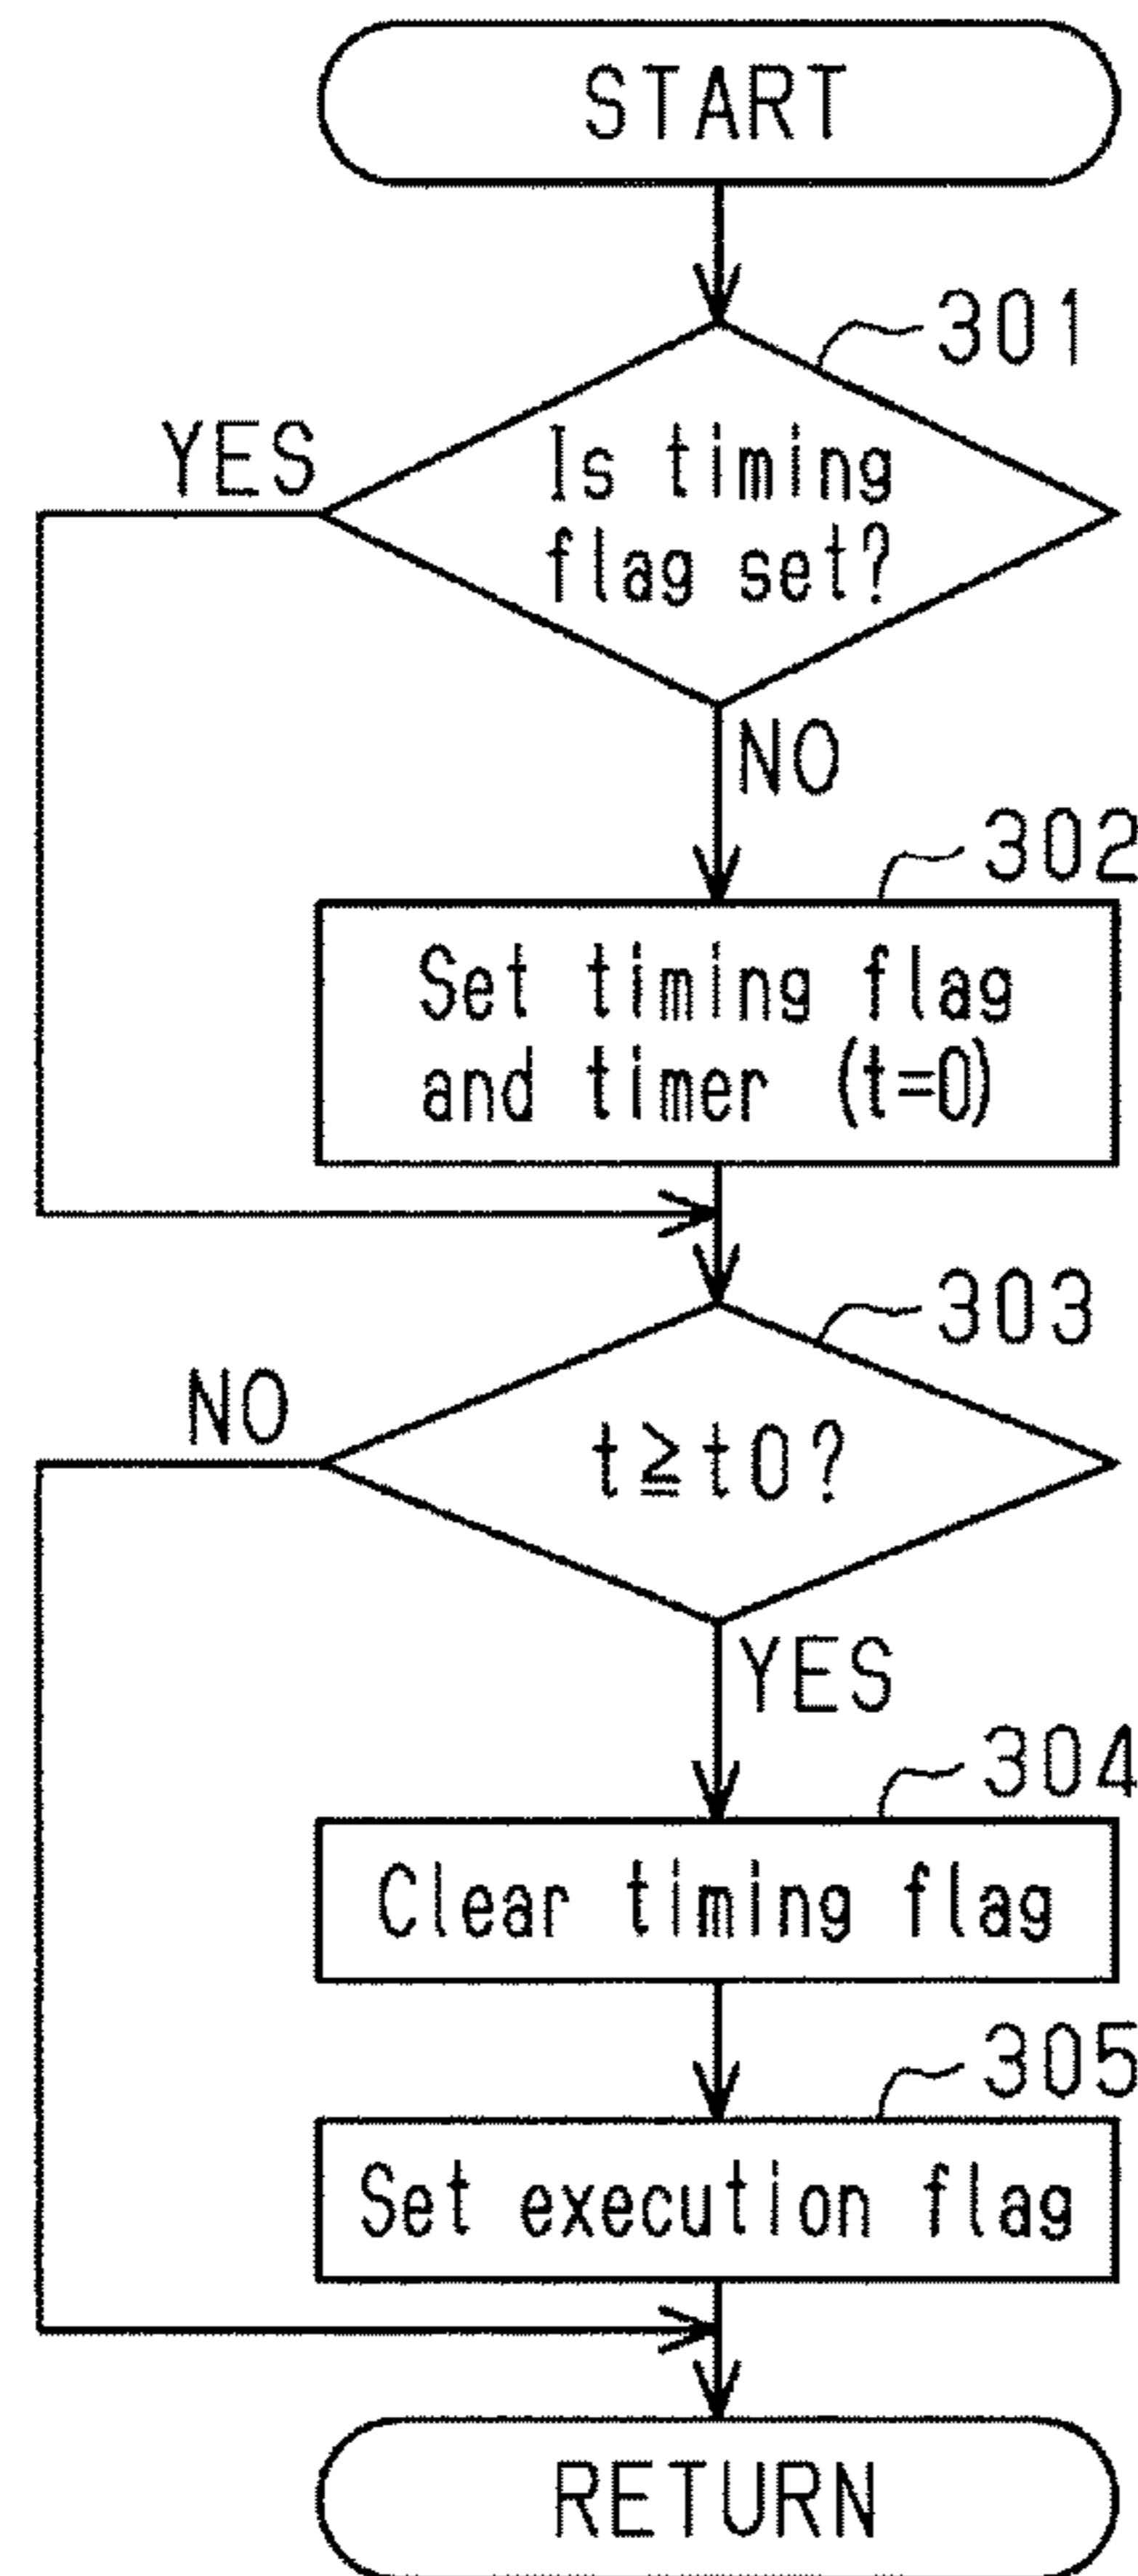 START
301
YES
Is timing
flag set?
NO
302
Set timing flag
and timer (t=0)
303
NO
t≧t0?
YES
304
Clear timing flag
305
Set execution flag
RETURN